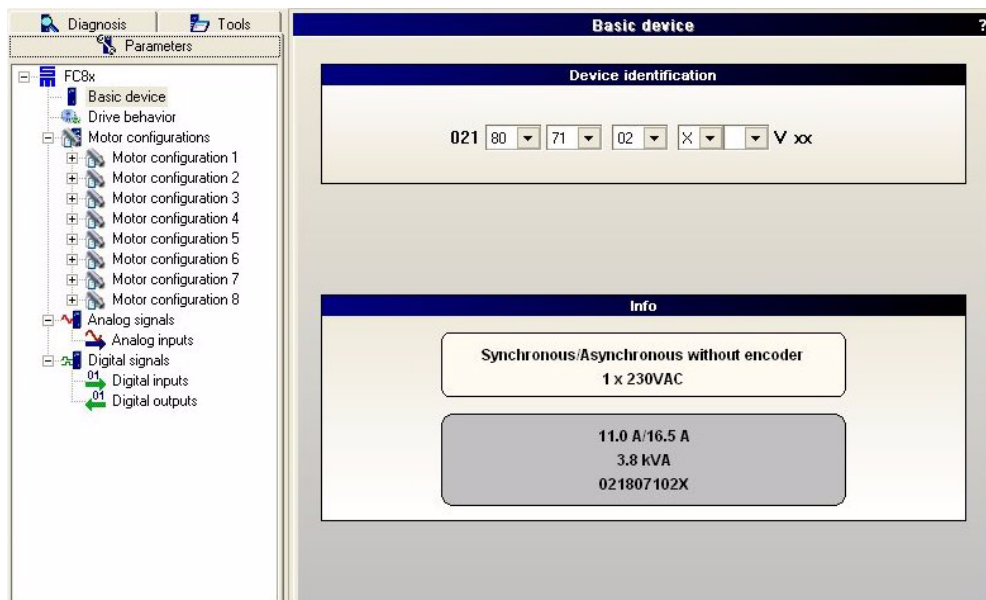 Diagnosis Tools
Parameters
FC8x
Basic device
Drive behavior
Motor configurations
Motor configuration 1
Motor configuration 2
Motor configuration 3
Motor configuration 4
Motor configuration 5
Motor configuration 6
Motor configuration 7
Motor configuration 8
Analog signals
Analog inputs
Digital signals
01 Digital inputs
01 Digital outputs
Basic device ?
Device identification
021 80 71 02 X V xx
Info
Synchronous/Asynchronous without encoder
1 x 230VAC
11.0 A/16.5 A
3.8 kVA
021807102X